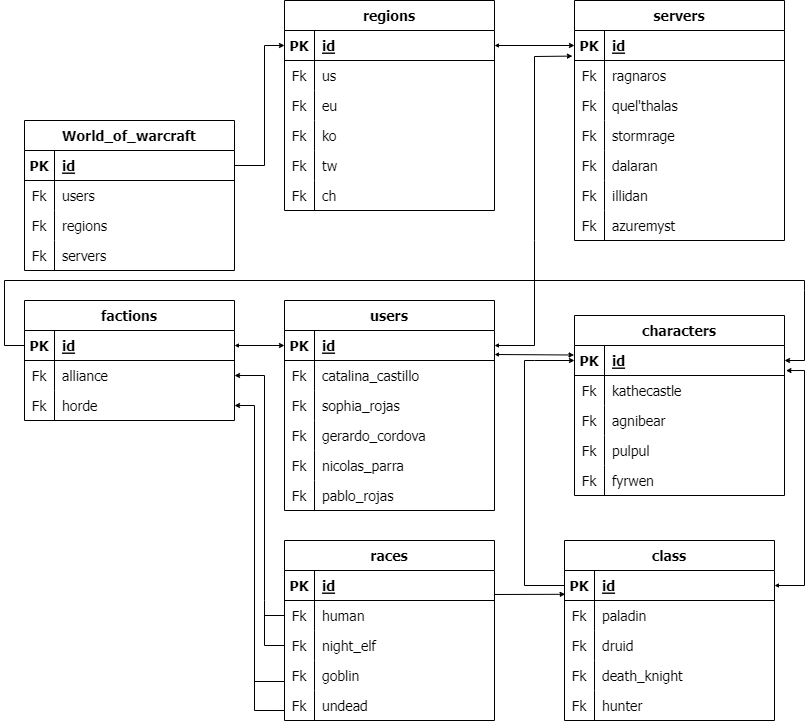 regions
PK id
Fk us
Fk eu
Fk ko
Fk tw
Fk ch
servers
PK id
Fk ragnaros
Fk quel'thalas
Fk stormrage
Fk dalaran
Fk illidan
Fk azuremyst
World_of_warcraft
PK id
Fk users
Fk regions
Fk servers
factions
PK id
Fk alliance
Fk horde
users
PK id
Fk catalina_castillo
Fk sophia_rojas
Fk gerardo_cordova
Fk nicolas_parra
Fk pablo_rojas
characters
PK id
Fk kathecastle
Fk agnibear
Fk pulpul
Fk fyrwen
races
PK id
Fk human
Fk night_elf
Fk goblin
Fk undead
class
PK id
Fk paladin
Fk druid
Fk death_knight
Fk hunter